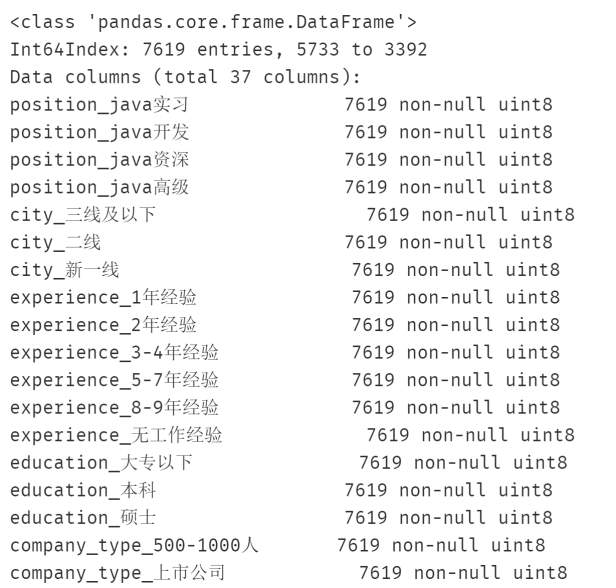 <class 'pandas.core.frame.DataFrame'>
Int64Index: 7619 entries, 5733 to 3392
Data columns (total 37 columns):
position_java实习 7619 non-null uint8
position_java开发 7619 non-null uint8
position_java资深 7619 non-null uint8
position_java高级 7619 non-null uint8
city_三线及以下 7619 non-null uint8
city_二线 7619 non-null uint8
city_新一线 7619 non-null uint8
experience_1年经验 7619 non-null uint8
experience_2年经验 7619 non-null uint8
experience_3-4年经验 7619 non-null uint8
experience_5-7年经验 7619 non-null uint8
experience_8-9年经验 7619 non-null uint8
experience_无工作经验 7619 non-null uint8
education_大专以下 7619 non-null uint8
education_本科 7619 non-null uint8
education_硕士 7619 non-null uint8
company_type_500-1000人 7619 non-null uint8
company_type_上市公司 7619 non-null uint8